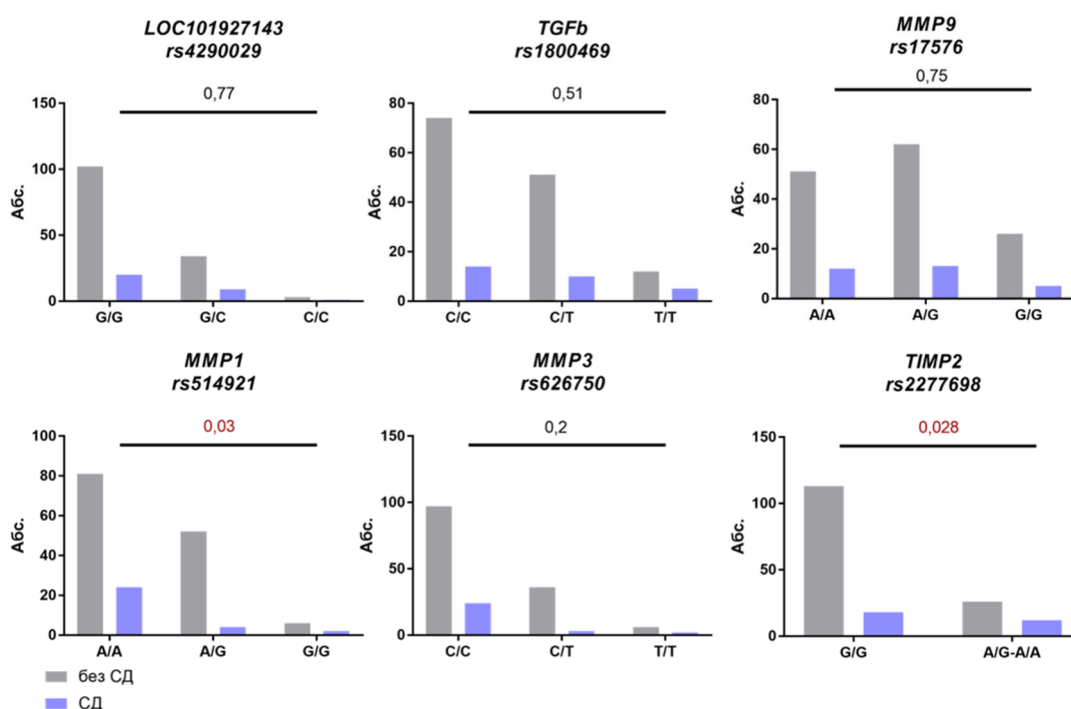 LOC101927143
rs4290029
0,77
150
100
50
0
Абс.
G/G G/C C/C
TGFb
rs1800469
0,51
80
60
40
20
0
Абс.
C/C C/T T/T
MMP9
rs17576
0,75
80
60
40
20
0
Абс.
A/A A/G G/G
MMP1
rs514921
0,03
100
80
60
40
20
0
Абс.
A/A A/G G/G
MMP3
rs626750
0,2
150
100
50
0
Абс.
C/C C/T T/T
TIMP2
rs2277698
0,028
150
100
50
0
Абс.
G/G A/G-A/A
без СД
СД